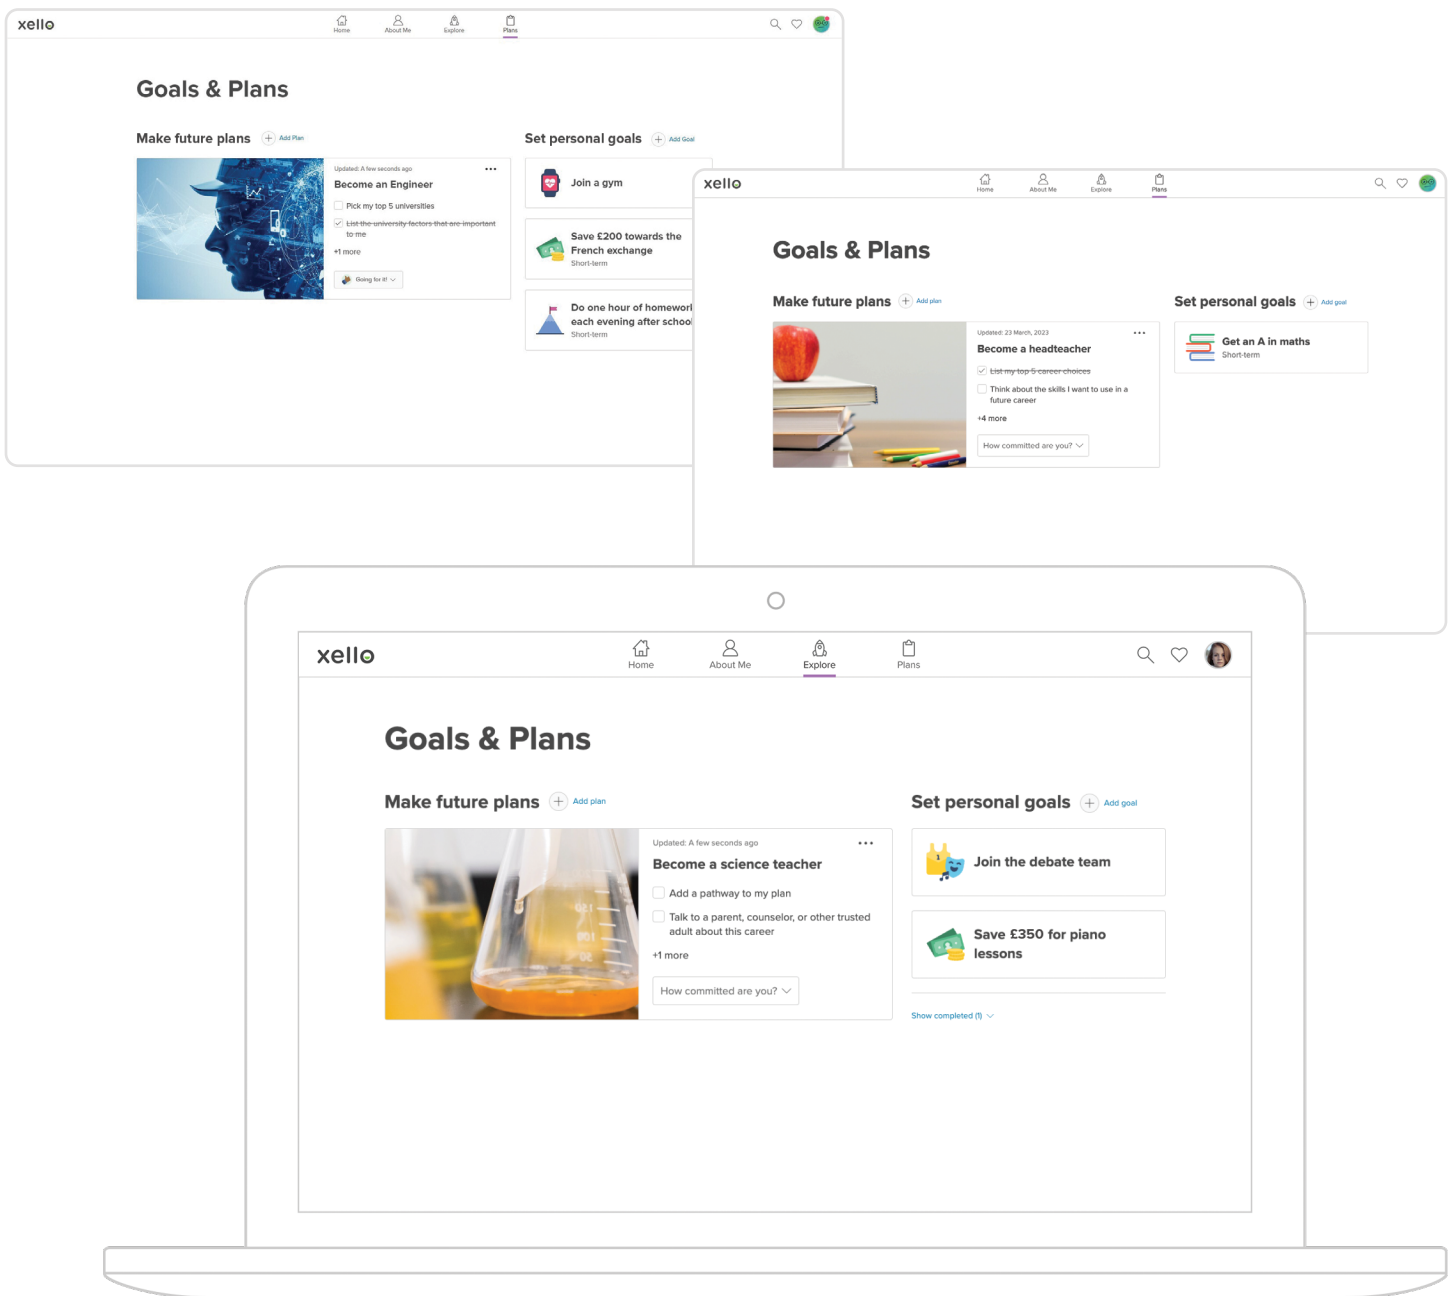 xello
Home
About Me
Explore
Plans
Goals & Plans
Make future plans
Add Plan
Updated: A few seconds ago
Become an Engineer
Pick my top 5 universities
List the university factors that are important
to me
+1 more
Going for it!
Set personal goals
Add Goal
Join a gym
Save £200 towards the
French exchange
Short-term
Do one hour of homework
each evening after school
Short-term
xello
Home
About Me
Explore
Plans
Goals & Plans
Make future plans
Add plan
Updated: 23 March, 2023
Become a headteacher
List my top 5 career choices
Think about the skills I want to use in a
future career
+4 more
How committed are you?
Set personal goals
Add goal
Get an A in maths
Short-term
xello
Home
About Me
Explore
Plans
Goals & Plans
Make future plans
Add plan
150
100
50
Updated: A few seconds ago
Become a science teacher
Add a pathway to my plan
Talk to a parent, counselor, or other trusted
adult about this career
+1 more
How committed are you?
Set personal goals
Add goal
1
Join the debate team
Save £350 for piano
lessons
Show completed (1)